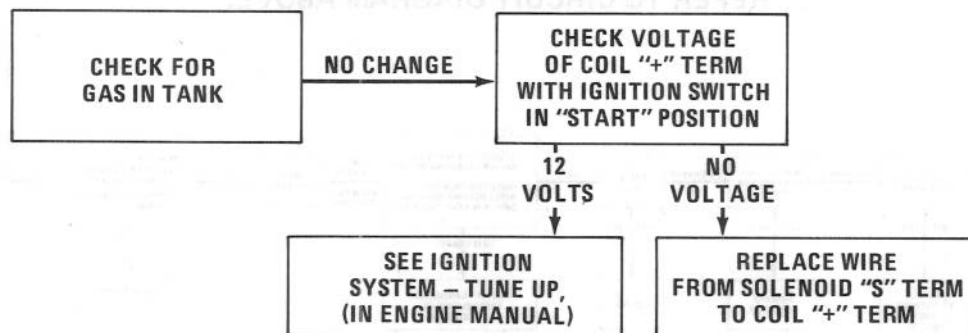 CHECK FOR
GAS IN TANK
NO CHANGE
CHECK VOLTAGE
OF COIL “+” TERM
WITH IGNITION SWITCH
IN “START” POSITION
12
VOLTS
NO
VOLTAGE
SEE IGNITION
SYSTEM – TUNE UP,
(IN ENGINE MANUAL)
REPLACE WIRE
FROM SOLENOID “S” TERM
TO COIL “+” TERM